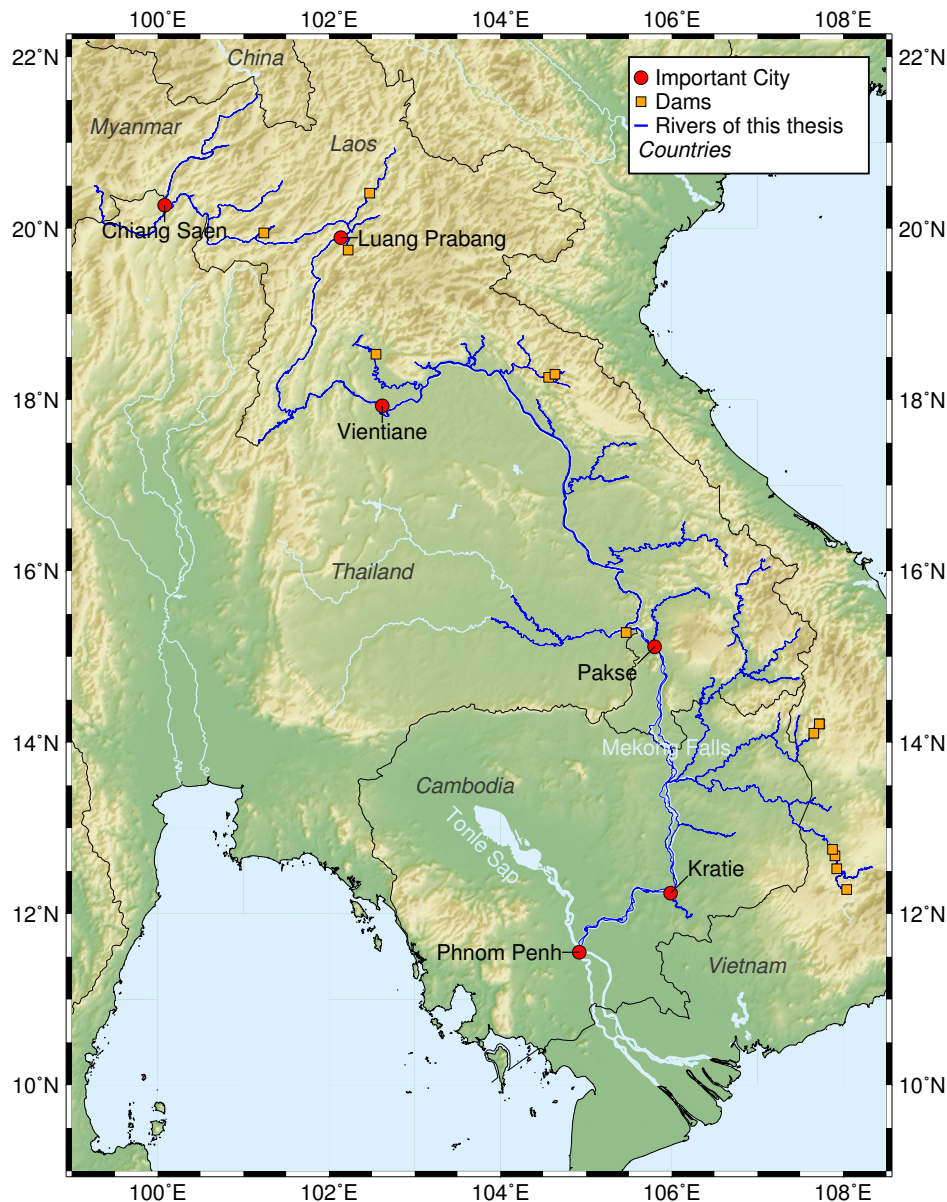 100˚E 102˚E 104˚E 106˚E 108˚E
22˚N 22˚N
China
Important City
Dams
Rivers of this thesis
Countries
Myanmar
Laos
20˚N 20˚N
Chiang Saen
Luang Prabang
18˚N 18˚N
Vientiane
16˚N 16˚N
Thailand
Pakse
14˚N 14˚N
Mekong Falls
Cambodia
Tonle Sap
Kratie
12˚N 12˚N
Phnom Penh
Vietnam
10˚N 10˚N
100˚E 102˚E 104˚E 106˚E 108˚E